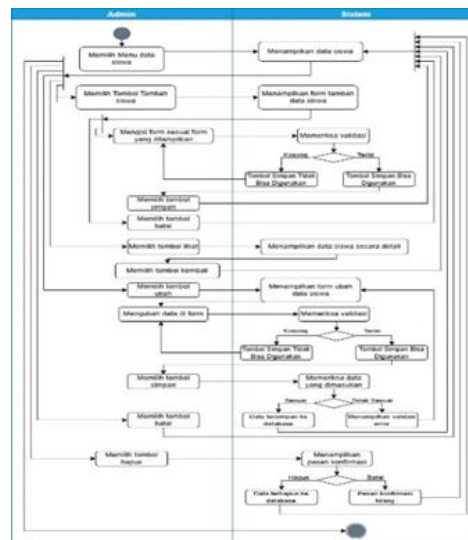 Admin
Sistem
Memilih Menu data
siswa
Menampilkan data siswa
Memilih Tombol Tambah
siswa
Menampilkan form tambah
data siswa
Mengisi form sesuai form
yang ditampilkan
Memeriksa validasi
Kosong
Terisi
Tombol Simpan Tidak
Bisa Digunakan
Tombol Simpan Bisa
Digunakan
Memilih tombol
simpan
Memilih tombol
batal
Memilih tombol lihat
Menampilkan data siswa secara detail
Memilih tombol kembali
Memilih tombol
ubah
Menampilkan form ubah
data siswa
Mengubah data di form
Memeriksa validasi
Kosong
Terisi
Tombol Simpan Tidak
Bisa Digunakan
Tombol Simpan Bisa
Digunakan
Memilih tombol
simpan
Memeriksa data
yang dimasukan
Sesuai
Tidak Sesuai
Data tersimpan ke
database
Menampilkan validasi
error
Memilih tombol
batal
Memilih tombol
hapus
Menampilkan
pesan konfirmasi
Hapus
Batal
Data terhapus ke
database
Pesan konfirmasi
hilang